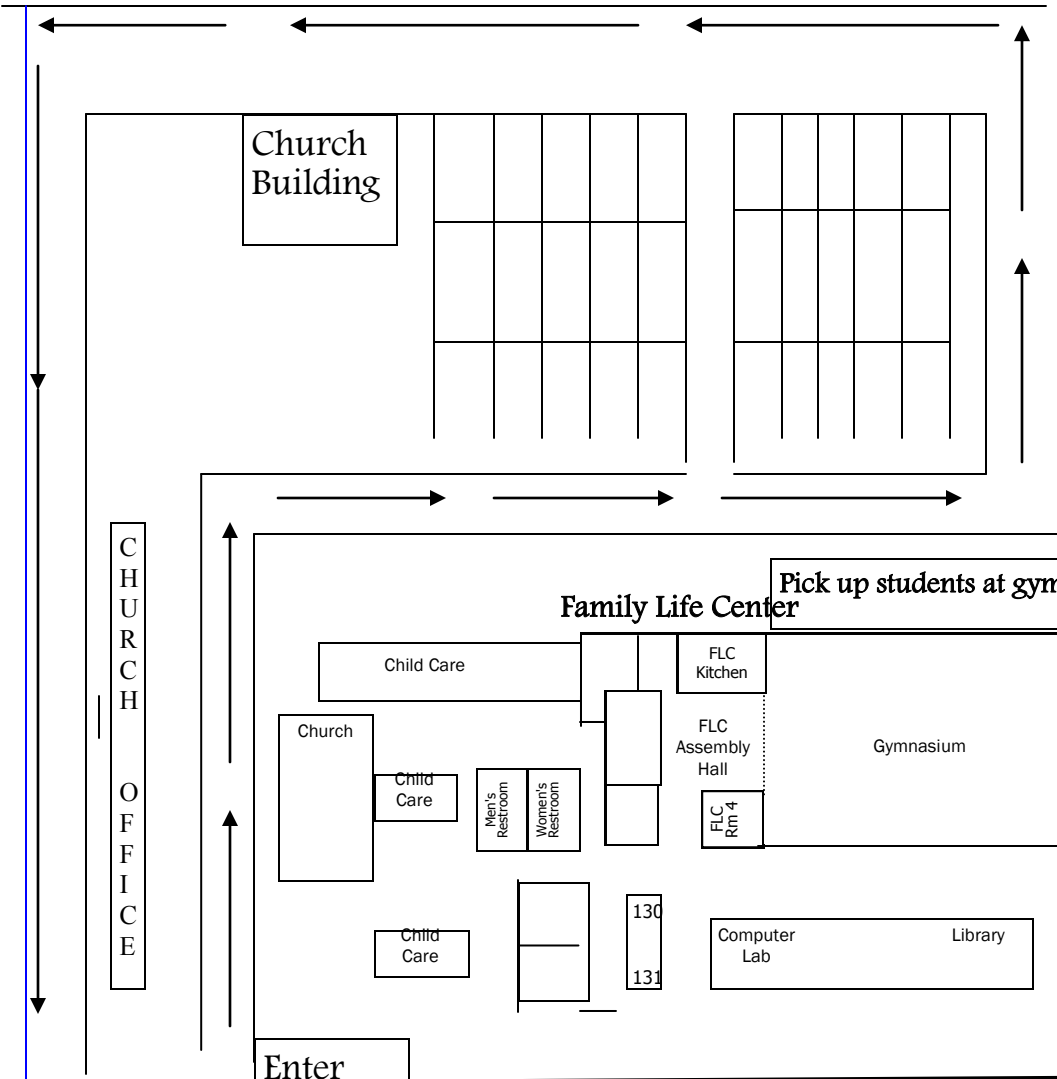 Church
Building
Pick up students at gym
Family Life Center
C
H
U
R
C
H
O
F
F
I
C
E
Child Care
FLC
Kitchen
Church
FLC
Assembly
Hall
Gymnasium
Child
Care
Men's
Restroom
Women's
Restroom
FLC
Rm 4
130
131
Child
Care
Computer
Lab
Library
Enter